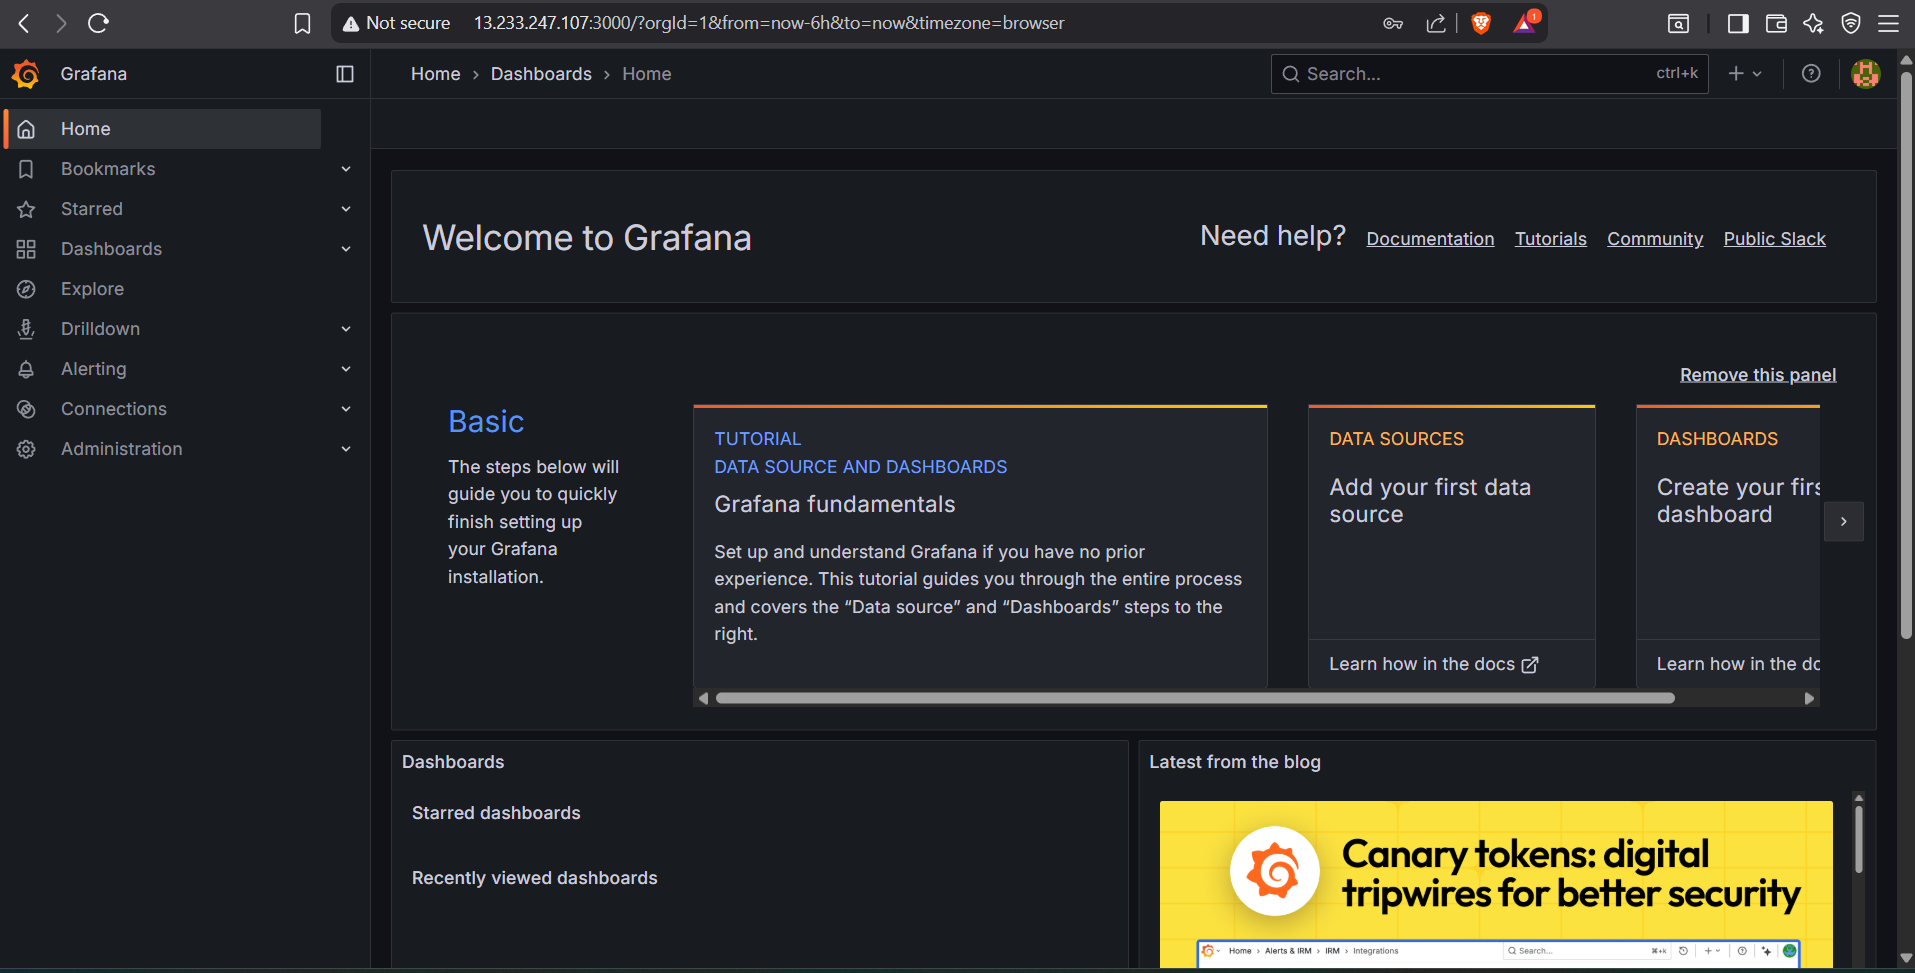 Not secure 13.233.247.107:3000/?orgId=1&from=now-6h&to=now&timezone=browser
1
Grafana
Home › Dashboards › Home
Search... ctrl+k
Home
Bookmarks
Starred
Dashboards
Explore
Drilldown
Alerting
Connections
Administration
Welcome to Grafana
Need help? Documentation Tutorials Community Public Slack
Remove this panel
Basic
The steps below will
guide you to quickly
finish setting up
your Grafana
installation.
TUTORIAL
DATA SOURCE AND DASHBOARDS
Grafana fundamentals
Set up and understand Grafana if you have no prior
experience. This tutorial guides you through the entire process
and covers the “Data source” and “Dashboards” steps to the
right.
DATA SOURCES
Add your first data
source
Learn how in the docs
DASHBOARDS
Create your firs
dashboard
Learn how in the do
Dashboards
Starred dashboards
Recently viewed dashboards
Latest from the blog
Canary tokens: digital
tripwires for better security
Home › Alerts & IRM › IRM › Integrations
Search... ⌘+k